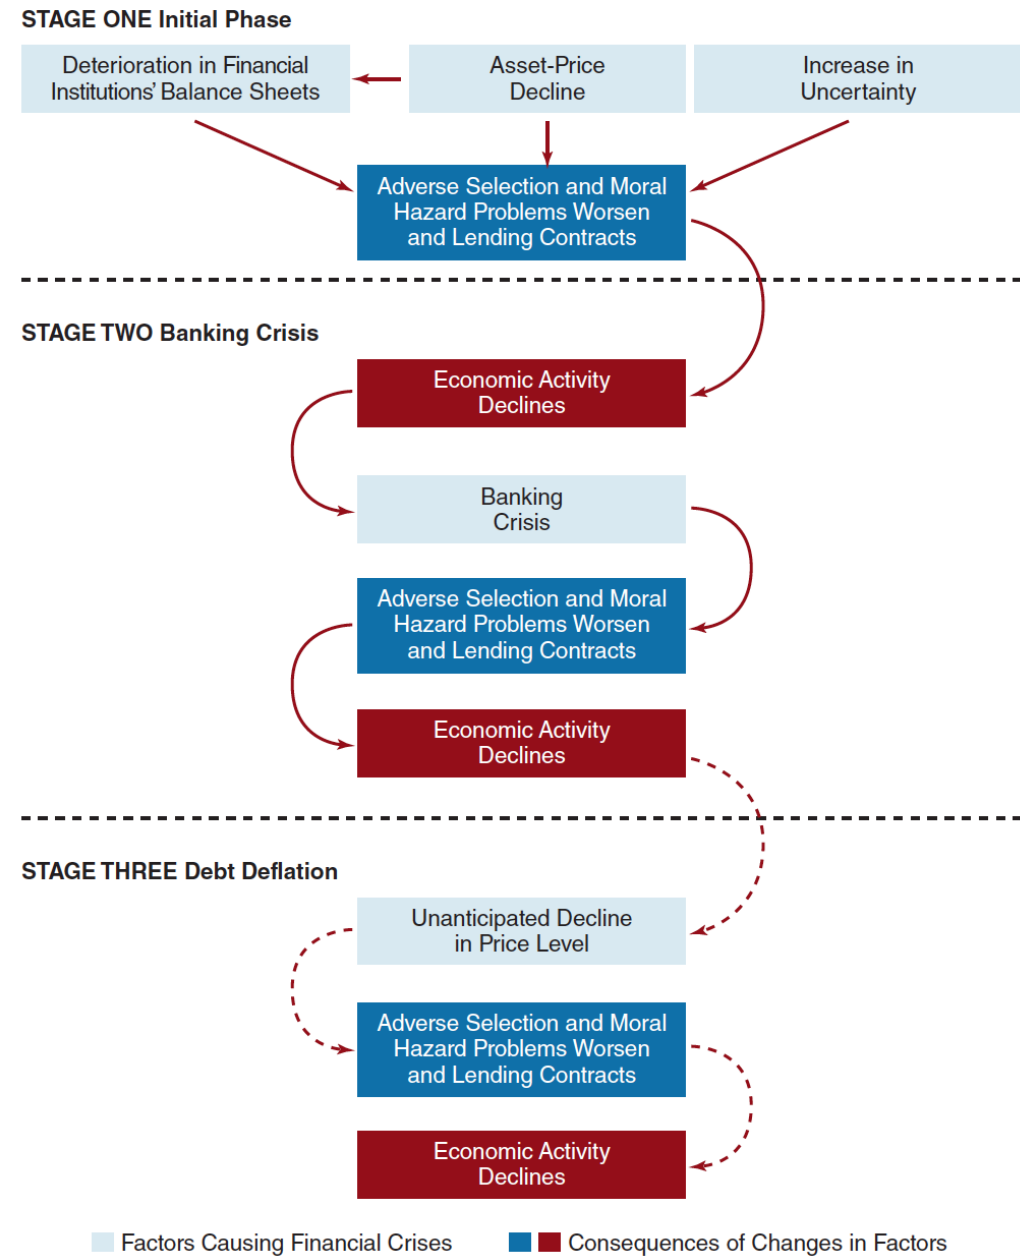 STAGE ONE Initial Phase
Deterioration in Financial
Institutions' Balance Sheets
Asset-Price
Decline
Increase in
Uncertainty
Adverse Selection and Moral
Hazard Problems Worsen
and Lending Contracts
STAGE TWO Banking Crisis
Economic Activity
Declines
Banking
Crisis
Adverse Selection and Moral
Hazard Problems Worsen
and Lending Contracts
Economic Activity
Declines
STAGE THREE Debt Deflation
Unanticipated Decline
in Price Level
Adverse Selection and Moral
Hazard Problems Worsen
and Lending Contracts
Economic Activity
Declines
Factors Causing Financial Crises
Consequences of Changes in Factors